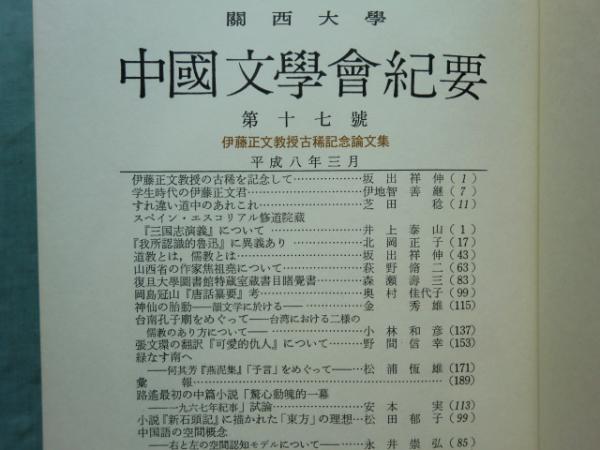 關西大學
中國文學會紀要
第十七號
伊藤正文教授古稀記念論文集
平成八年三月
伊藤正文教授の古稀を記念して………………坂出祥伸(1)
学生時代の伊藤正文君…………………………伊地智善継(7)
すれ違い道中のあれこれ………………………芝田稔(11)
スペイン・エスコリアル修道院蔵
『三国志演義』について………………………井上泰山(1)
『我所認識的魯迅』に異義あり………………北岡正子(17)
道教とは,儒教とは……………………………坂出祥伸(43)
山西省の作家焦祖堯について…………………萩野脩二(63)
復旦大學圖書館特蔵室蔵書目睹覺書…………森瀬壽三(83)
岡島冠山『唐話纂要』考………………………奥村佳代子(99)
神仙の胎動――韻文学に於ける――…………金秀雄(115)
台南孔子廟をめぐって――台湾における二様の
儒教のあり方について――……………………小林和彦(137)
張文環の翻訳『可愛的仇人』について………野間信幸(153)
緑なす南へ
――何其芳『燕泥集』「予言」をめぐって――…松浦恆雄(171)
彙報………………………………………………(189)
路遙最初の中篇小説「驚心動魄的一幕
――一九六七年紀事」試論……………………安本実(113)
小説『新石頭記』に描かれた「東方」の理想…松田郁子(99)
中国語の空間概念
――右と左の空間認知モデルについて――……永井崇弘(85)